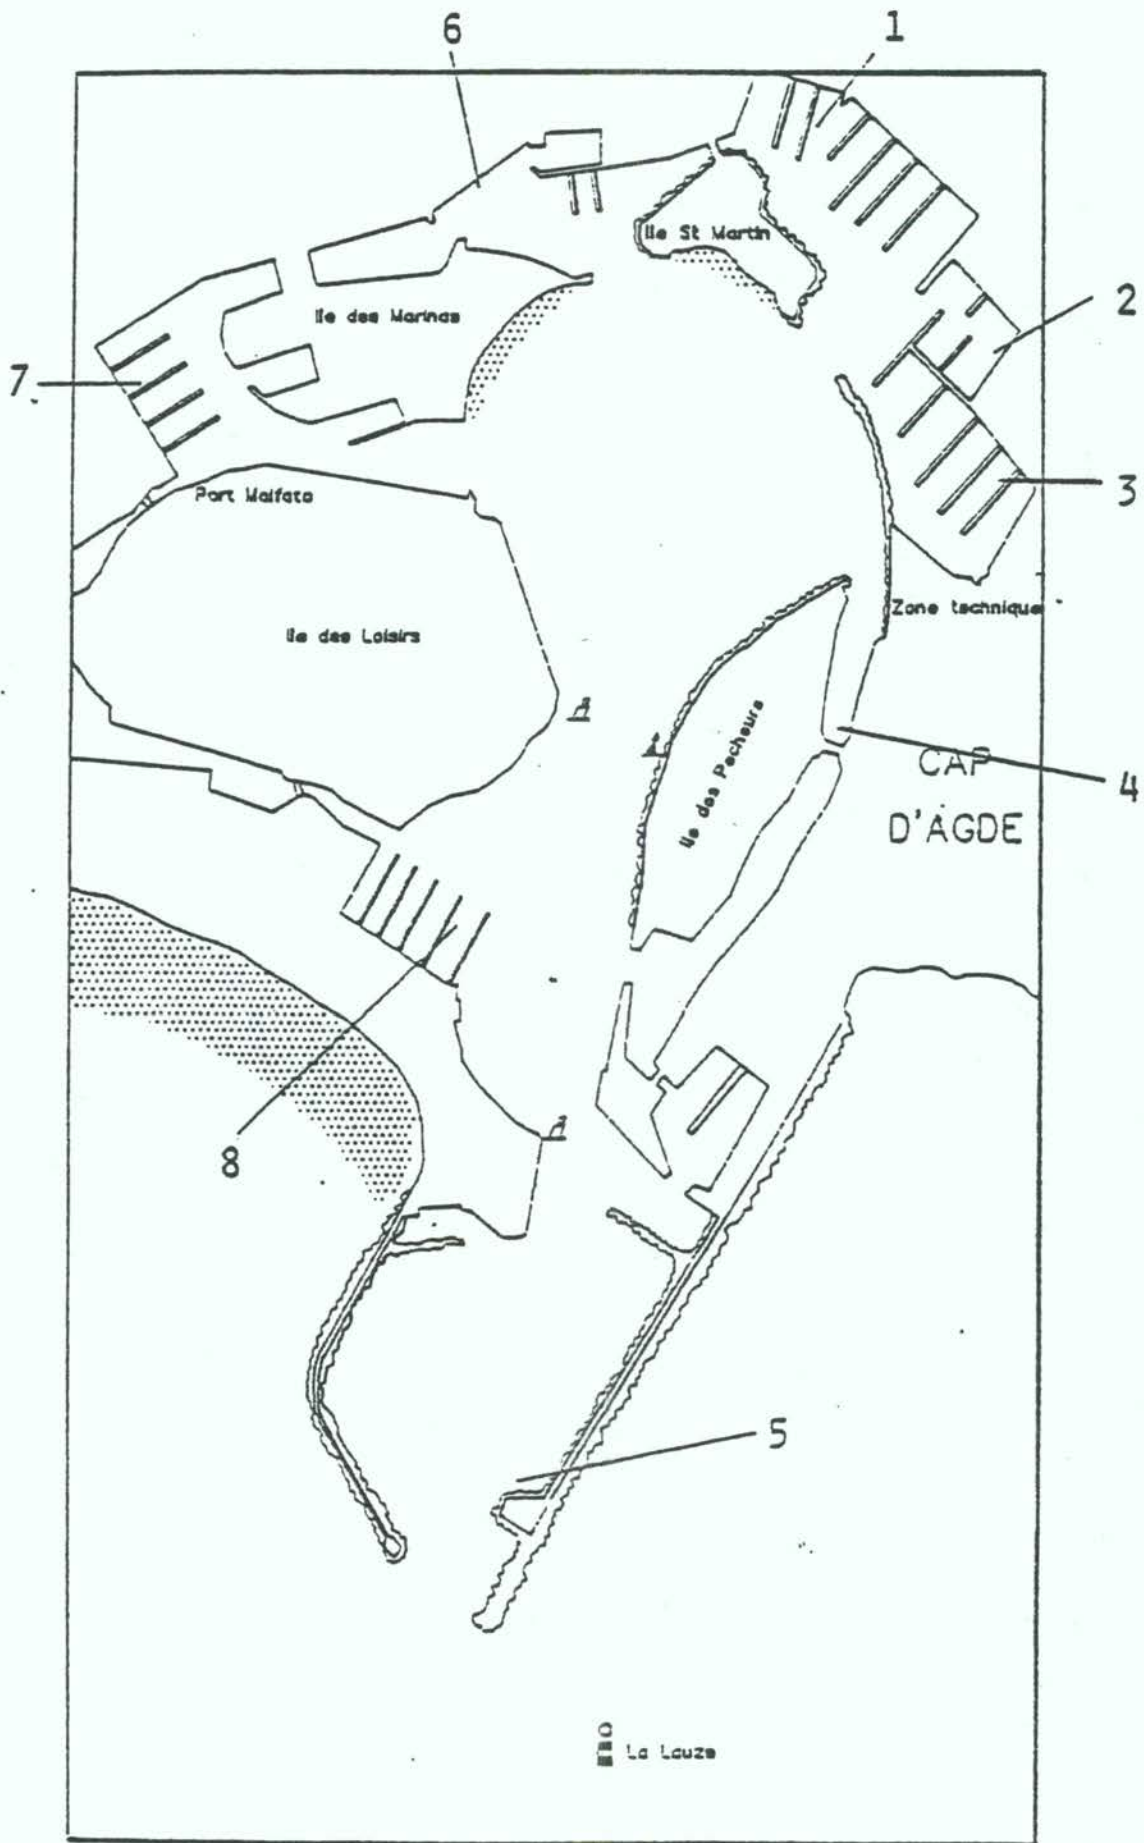 6
1
Ile St Martin
2
Ile des Marinas
7
3
Port Malfato
Zone technique
Ile des Loisirs
Ile des Pecheurs
4
CAP
D'AGDE
8
5
La Lauze